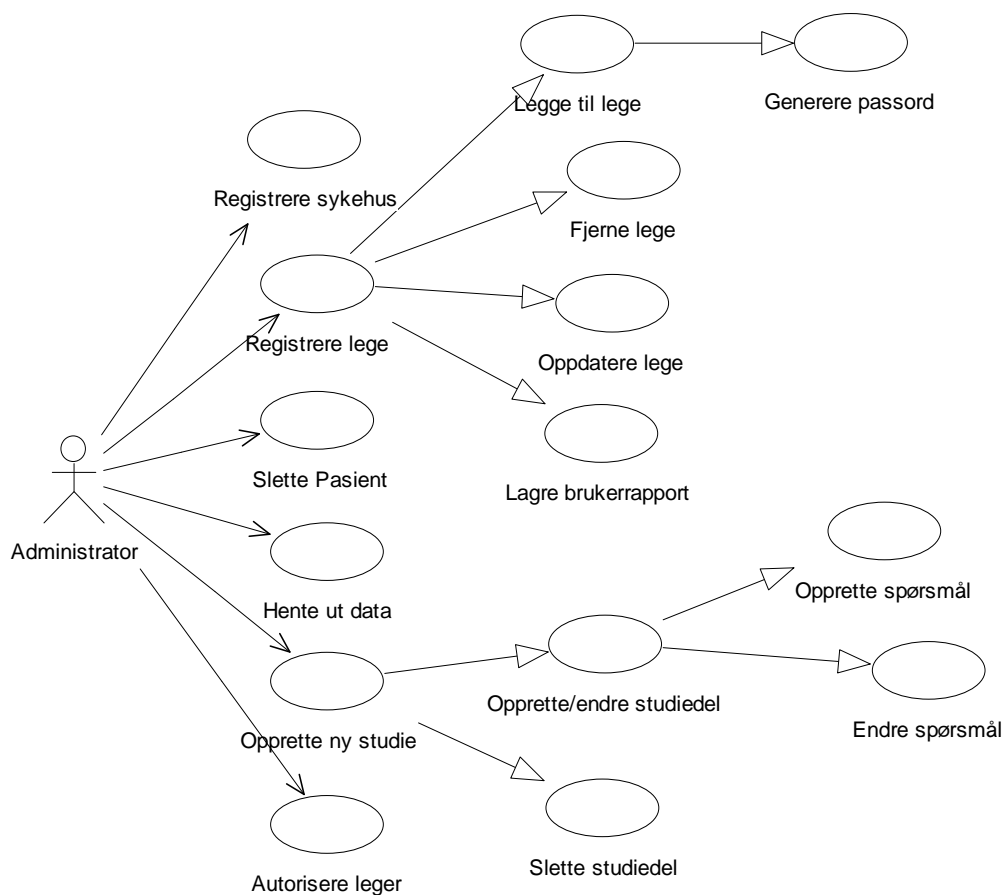 Legge til lege
Generere passord
Registrere sykehus
Fjerne lege
Registrere lege
Oppdatere lege
Slette Pasient
Lagre brukerrapport
Administrator
Hente ut data
Opprette spørsmål
Opprette/endre studiedel
Endre spørsmål
Opprette ny studie
Slette studiedel
Autorisere leger